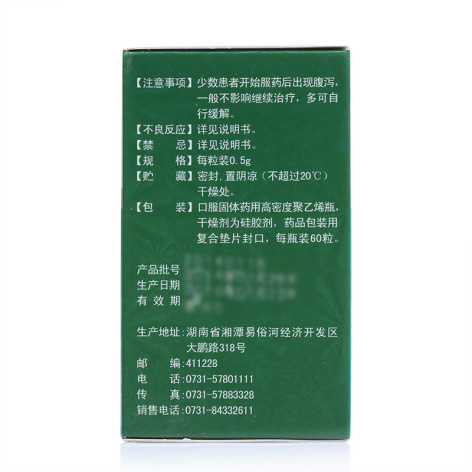 【注意事项】少数患者开始服药后出现腹泻,
一般不影响继续治疗，多可自
行缓解。
【不良反应】详见说明书。
【禁　　忌】详见说明书。
【规　　格】每粒装0.5g
【贮　　藏】密封,置阴凉（不超过20℃）
干燥处。
【包　　装】口服固体药用高密度聚乙烯瓶，
干燥剂为硅胶剂，药品包装用
复合垫片封口，每瓶装60粒。
产品批号
生产日期
有 效 期
生产地址:湖南省湘潭易俗河经济开发区
大鹏路318号
邮　　编:411228
电　　话:0731-57801111
传　　真:0731-57883328
销售电话:0731-84332611